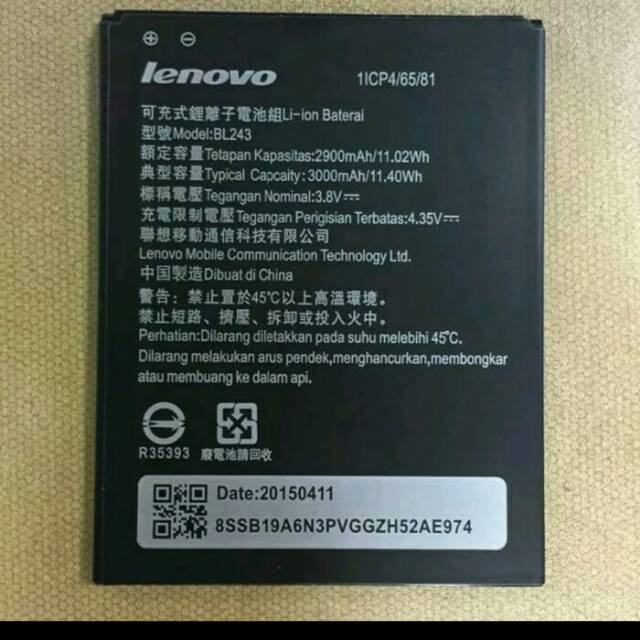 lenovo 1ICP4/65/81
可充式鋰離子電池組Li-ion Baterai
型號Model:BL243
額定容量Tetapan Kapasitas:2900mAh/11.02Wh
典型容量Typical Capcaity:3000mAh/11.40Wh
標稱電壓Tegangan Nominal:3.8V⎓
充電限制電壓Tegangan Perigisian Terbatas:4.35V⎓
聯想移動通信科技有限公司
Lenovo Mobile Communication Technology Ltd.
中国製造Dibuat di China
警告：禁止置於45℃以上高溫環境。
禁止短路、擠壓、拆卸或投入火中。
Perhatian:Dilarang diletakkan pada suhu melebihi 45℃.
Dilarang melakukan arus pendek,menghancurkan,membongkar
atau membuang ke dalam api.
R35393 廢電池請回收
Date:20150411
8SSB19A6N3PVGGZH52AE974